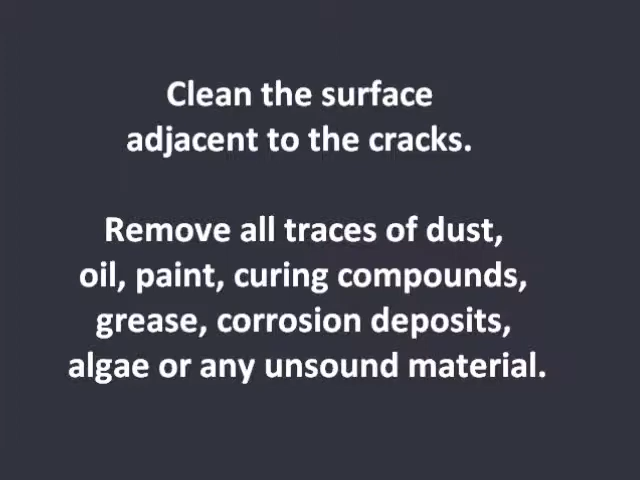 Clean the surface
adjacent to the cracks.
Remove all traces of dust,
oil, paint, curing compounds,
grease, corrosion deposits,
algae or any unsound material.